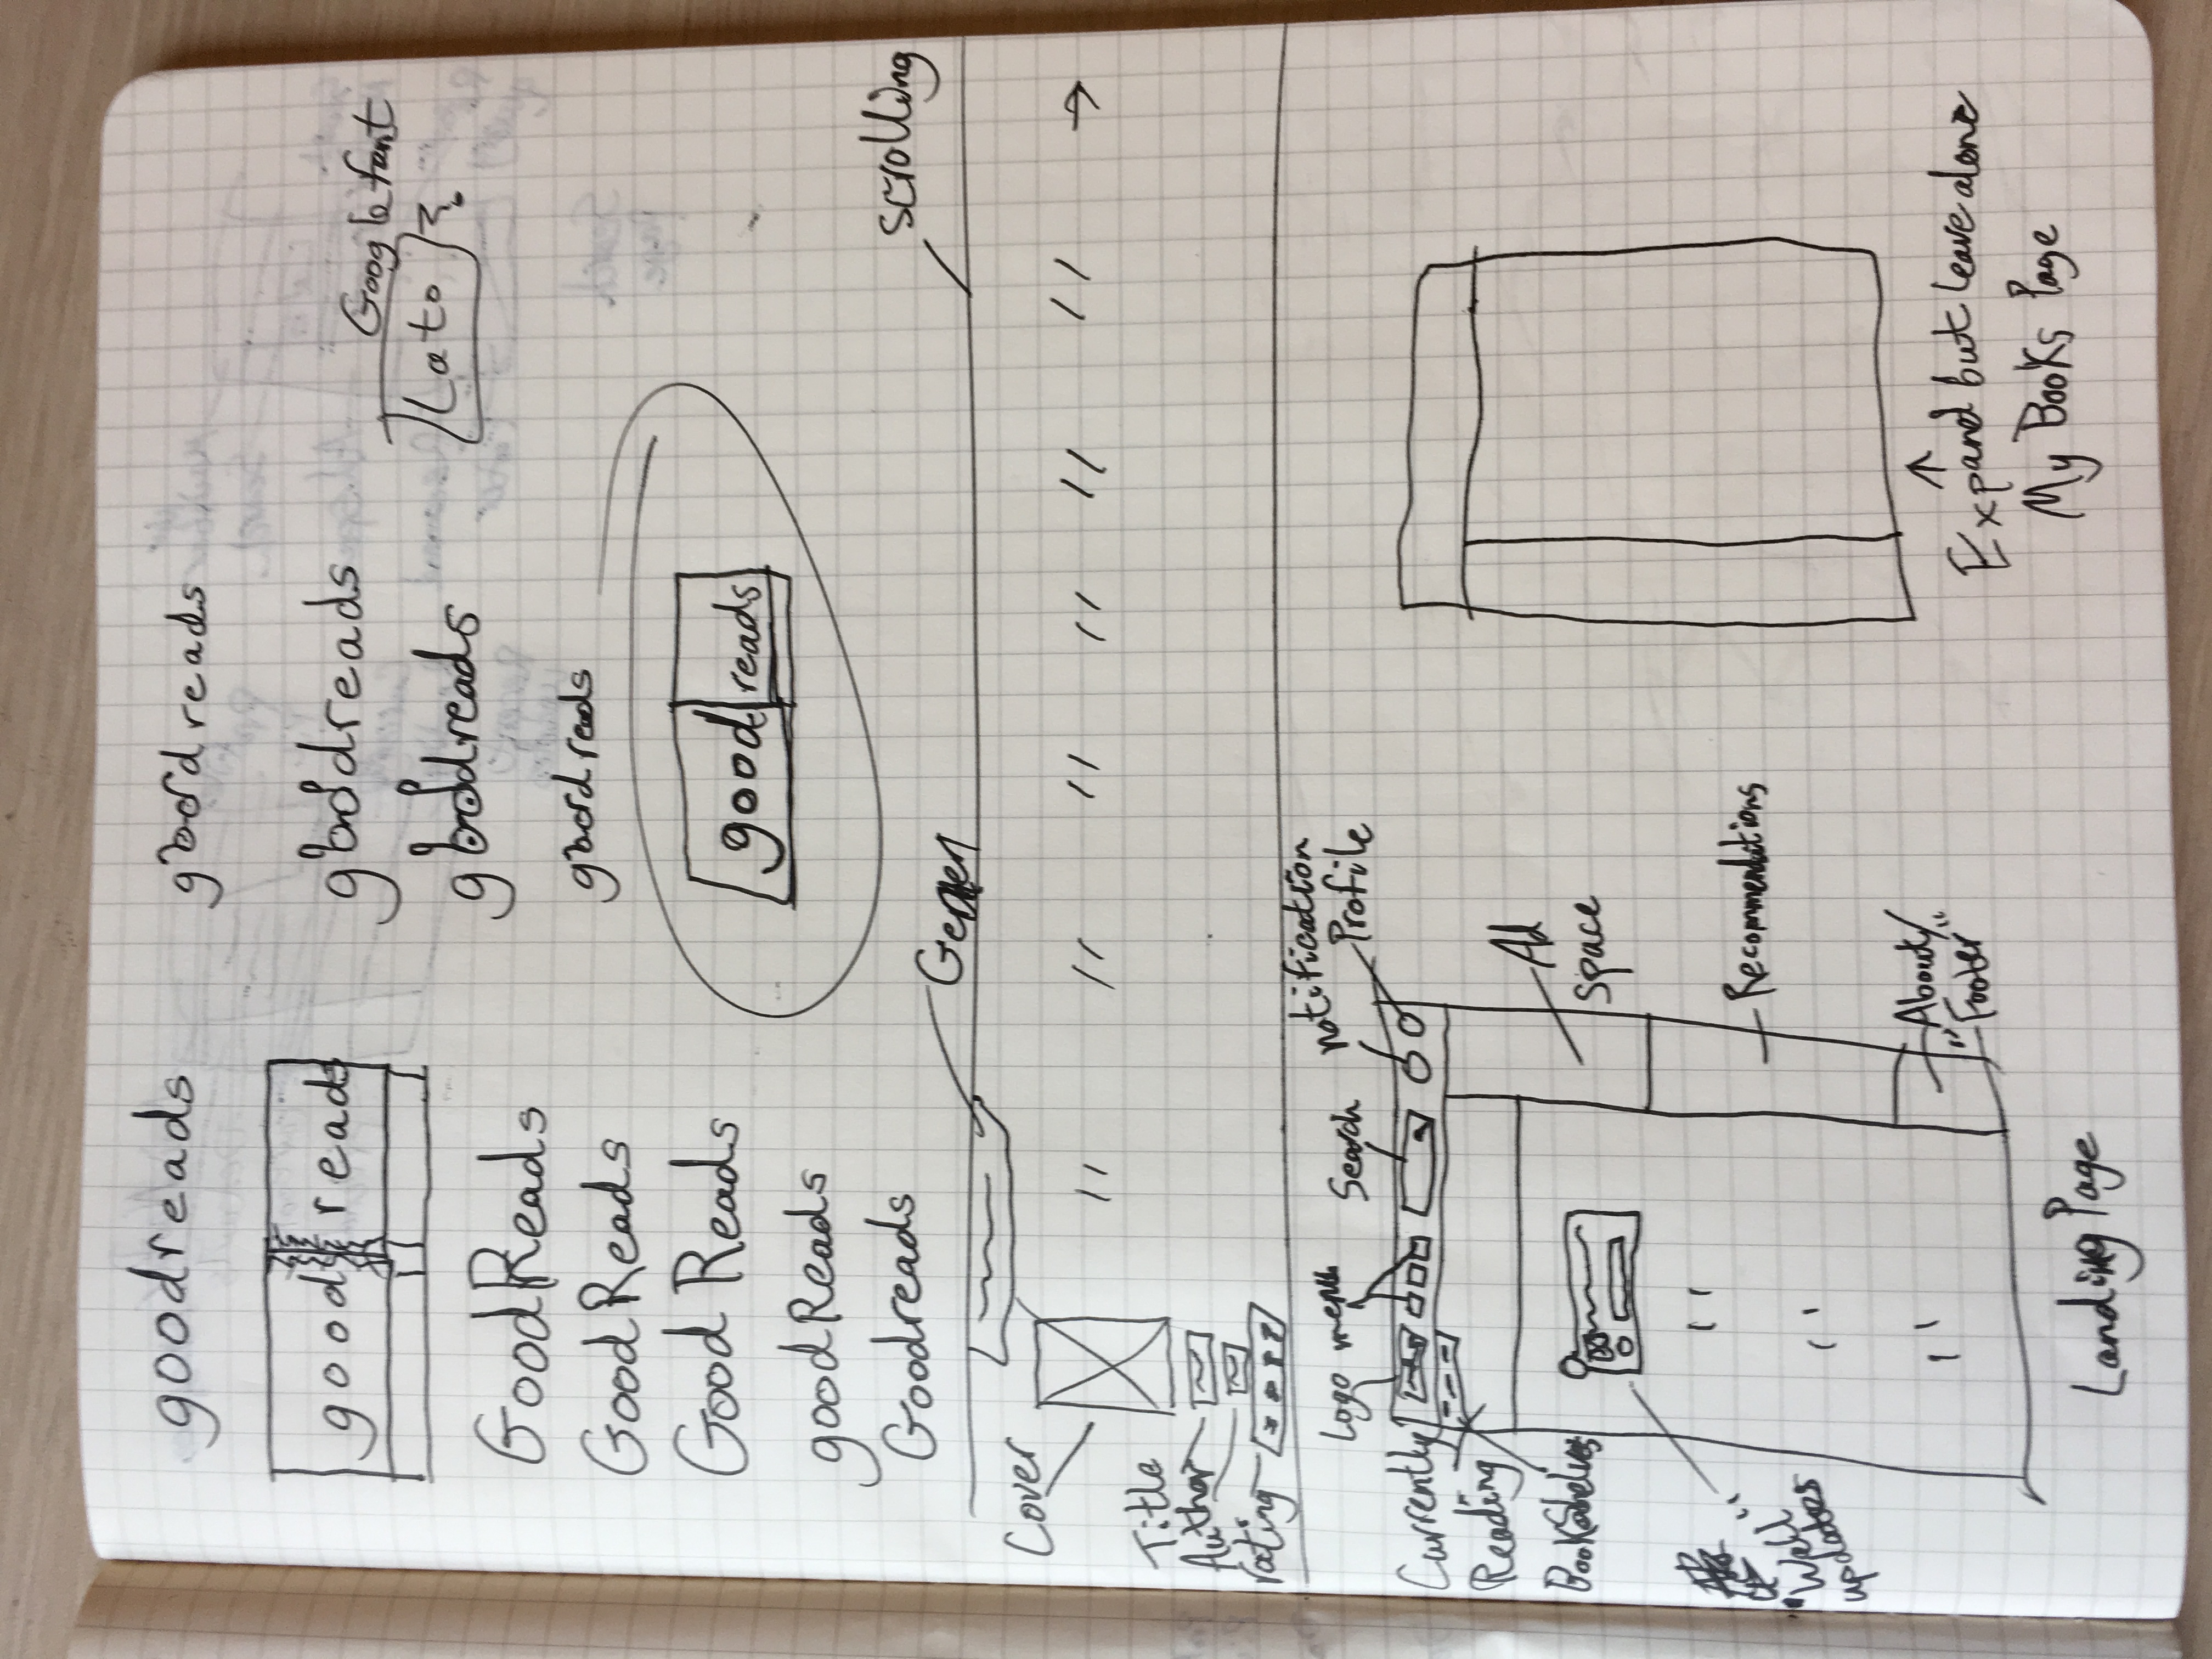 goodreads
good reads
GoodReads
GoodReads
Good Reads
goodReads
Goodreads
goodreads
goodreads
goodreads
goodreads
good reads
Google font
Lato ?
scrolling
Cover
Title
Author
rating
Logo
menu
Search
notification
Profile
Currently
Reading
BookShelves
"Wall"
updates
Ad
space
Recommendations
About/
"Footer"
Landing Page
Expand but leave alone
My Books Page